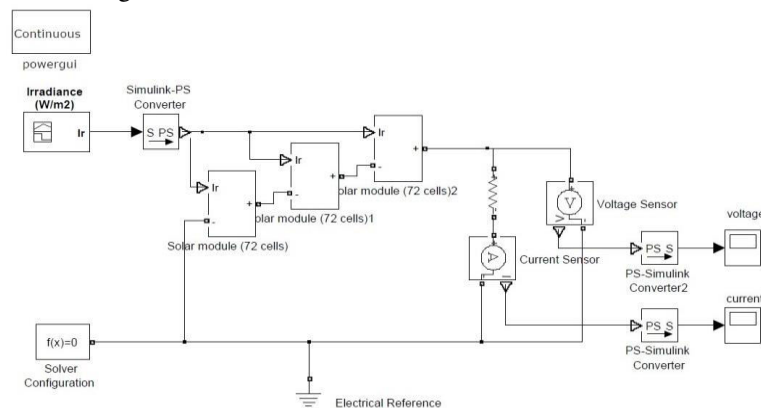 Continuous
powergui
Irradiance
(W/m2)
Ir
Simulink-PS
Converter
S PS
Ir
+
-
Solar module (72 cells)
Ir
+
-
olar module (72 cells)1
Ir
+
-
olar module (72 cells)2
+
V
V
-
Voltage Sensor
+
A
I
-
Current Sensor
PS S
PS-Simulink
Converter2
voltage
PS S
PS-Simulink
Converter
current
f(x)=0
Solver
Configuration
Electrical Reference